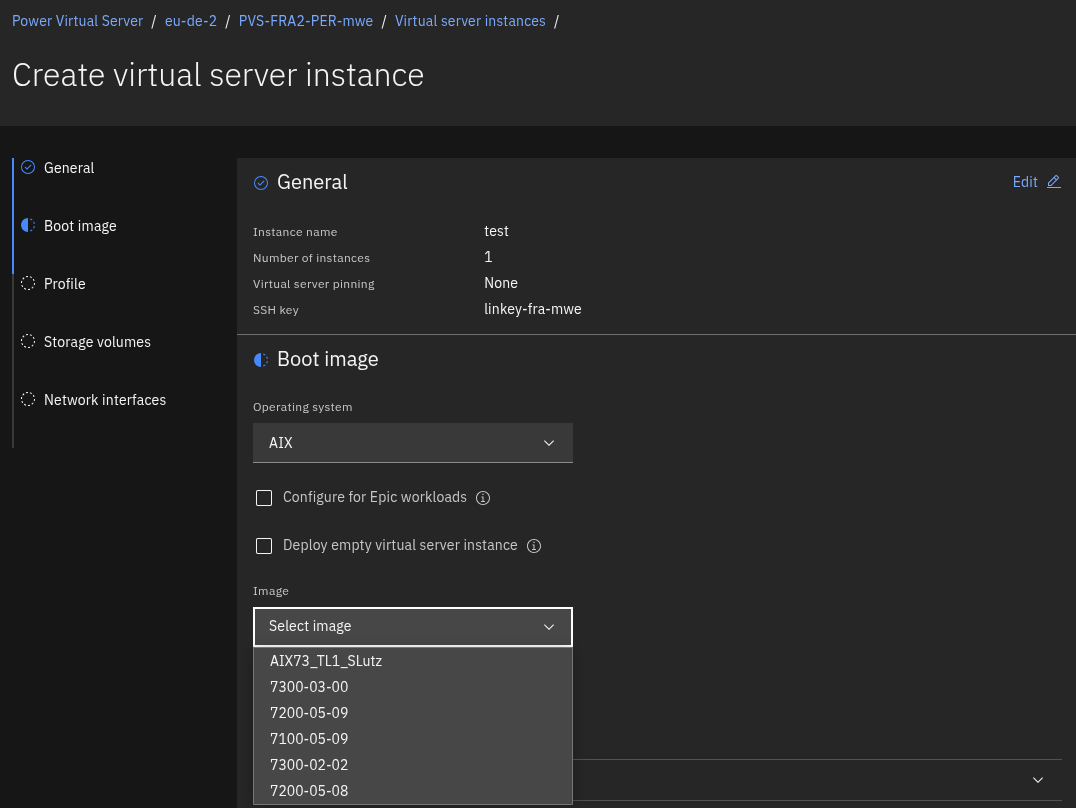 Power Virtual Server / eu-de-2 / PVS-FRA2-PER-mwe / Virtual server instances /
Create virtual server instance
General
Boot image
Profile
Storage volumes
Network interfaces
General
Edit
Instance name test
Number of instances 1
Virtual server pinning None
SSH key linkey-fra-mwe
Boot image
Operating system
AIX
Configure for Epic workloads
Deploy empty virtual server instance
Image
Select image
AIX73_TL1_SLutz
7300-03-00
7200-05-09
7100-05-09
7300-02-02
7200-05-08